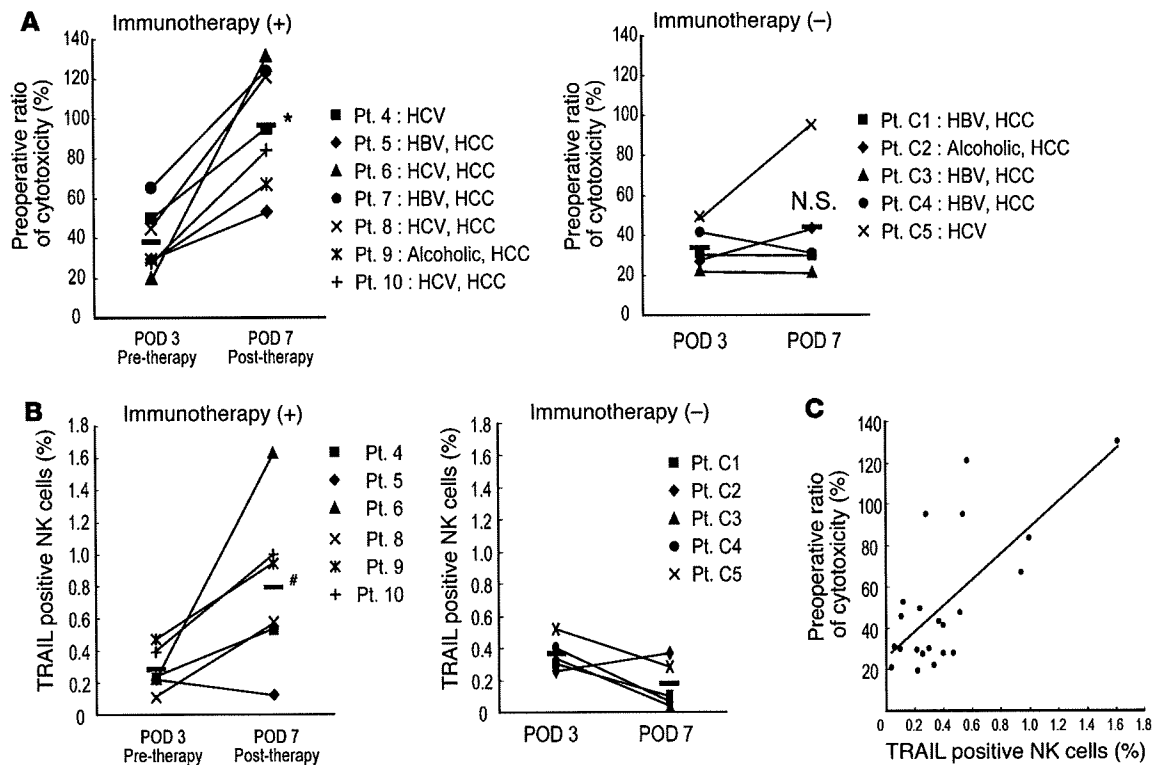 A
Immunotherapy (+)
Preoperative ratio
of cytotoxicity (%)
140
120
100
80
60
40
20
0
*
POD 3
Pre-therapy
POD 7
Post-therapy
Pt. 4 : HCV
Pt. 5 : HBV, HCC
Pt. 6 : HCV, HCC
Pt. 7 : HBV, HCC
Pt. 8 : HCV, HCC
Pt. 9 : Alcoholic, HCC
Pt. 10 : HCV, HCC
Immunotherapy (–)
Preoperative ratio
of cytotoxicity (%)
140
120
100
80
60
40
20
0
N.S.
POD 3
POD 7
Pt. C1 : HBV, HCC
Pt. C2 : Alcoholic, HCC
Pt. C3 : HBV, HCC
Pt. C4 : HBV, HCC
Pt. C5 : HCV
B
Immunotherapy (+)
TRAIL positive NK cells (%)
1.8
1.6
1.4
1.2
1.0
0.8
0.6
0.4
0.2
0
#
POD 3
Pre-therapy
POD 7
Post-therapy
Pt. 4
Pt. 5
Pt. 6
Pt. 8
Pt. 9
Pt. 10
Immunotherapy (–)
TRAIL positive NK cells (%)
1.8
1.6
1.4
1.2
1.0
0.8
0.6
0.4
0.2
0
POD 3
POD 7
Pt. C1
Pt. C2
Pt. C3
Pt. C4
Pt. C5
C
Preoperative ratio
of cytotoxicity (%)
140
120
100
80
60
40
20
0 0.2 0.4 0.6 0.8 1.0 1.2 1.4 1.6 1.8
TRAIL positive NK cells (%)